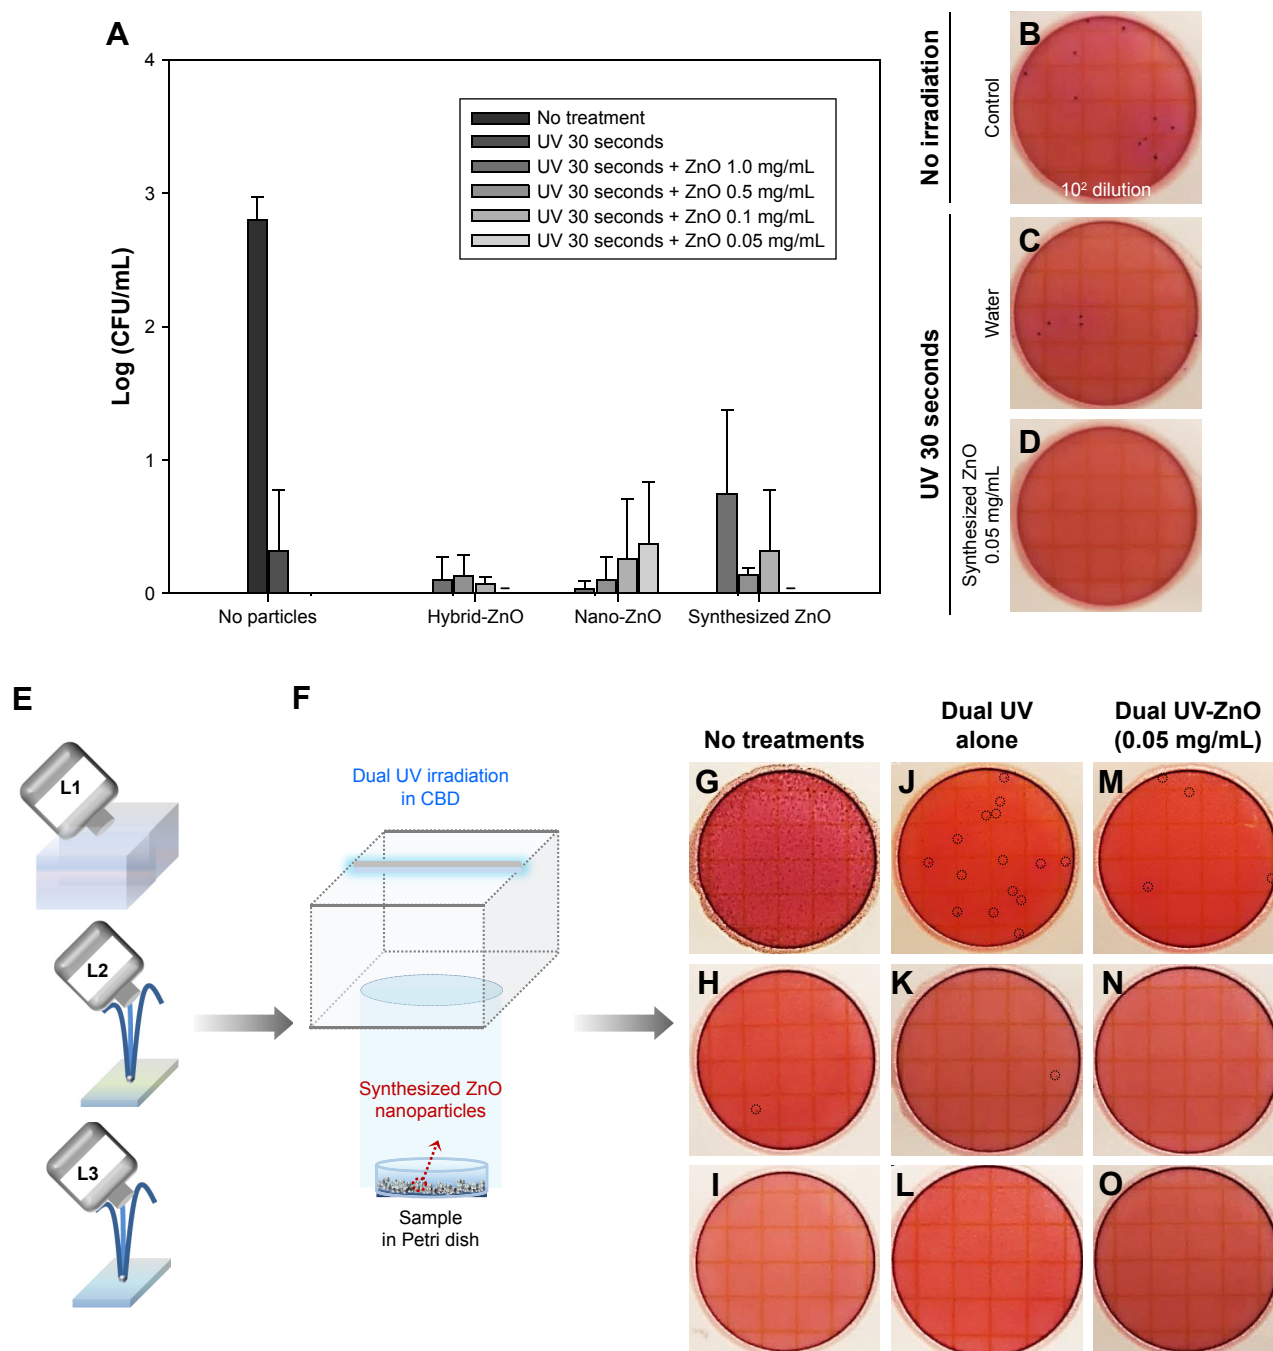 A
4
3
2
1
0
Log (CFU/mL)
No treatment
UV 30 seconds
UV 30 seconds + ZnO 1.0 mg/mL
UV 30 seconds + ZnO 0.5 mg/mL
UV 30 seconds + ZnO 0.1 mg/mL
UV 30 seconds + ZnO 0.05 mg/mL
No particles
Hybrid-ZnO
Nano-ZnO
Synthesized ZnO
No irradiation
Control
B
10² dilution
UV 30 seconds
Water
C
Synthesized ZnO
0.05 mg/mL
D
E
L1
L2
L3
F
Dual UV irradiation
in CBD
Synthesized ZnO
nanoparticles
Sample
in Petri dish
No treatments
Dual UV
alone
Dual UV-ZnO
(0.05 mg/mL)
G
J
M
H
K
N
I
L
O